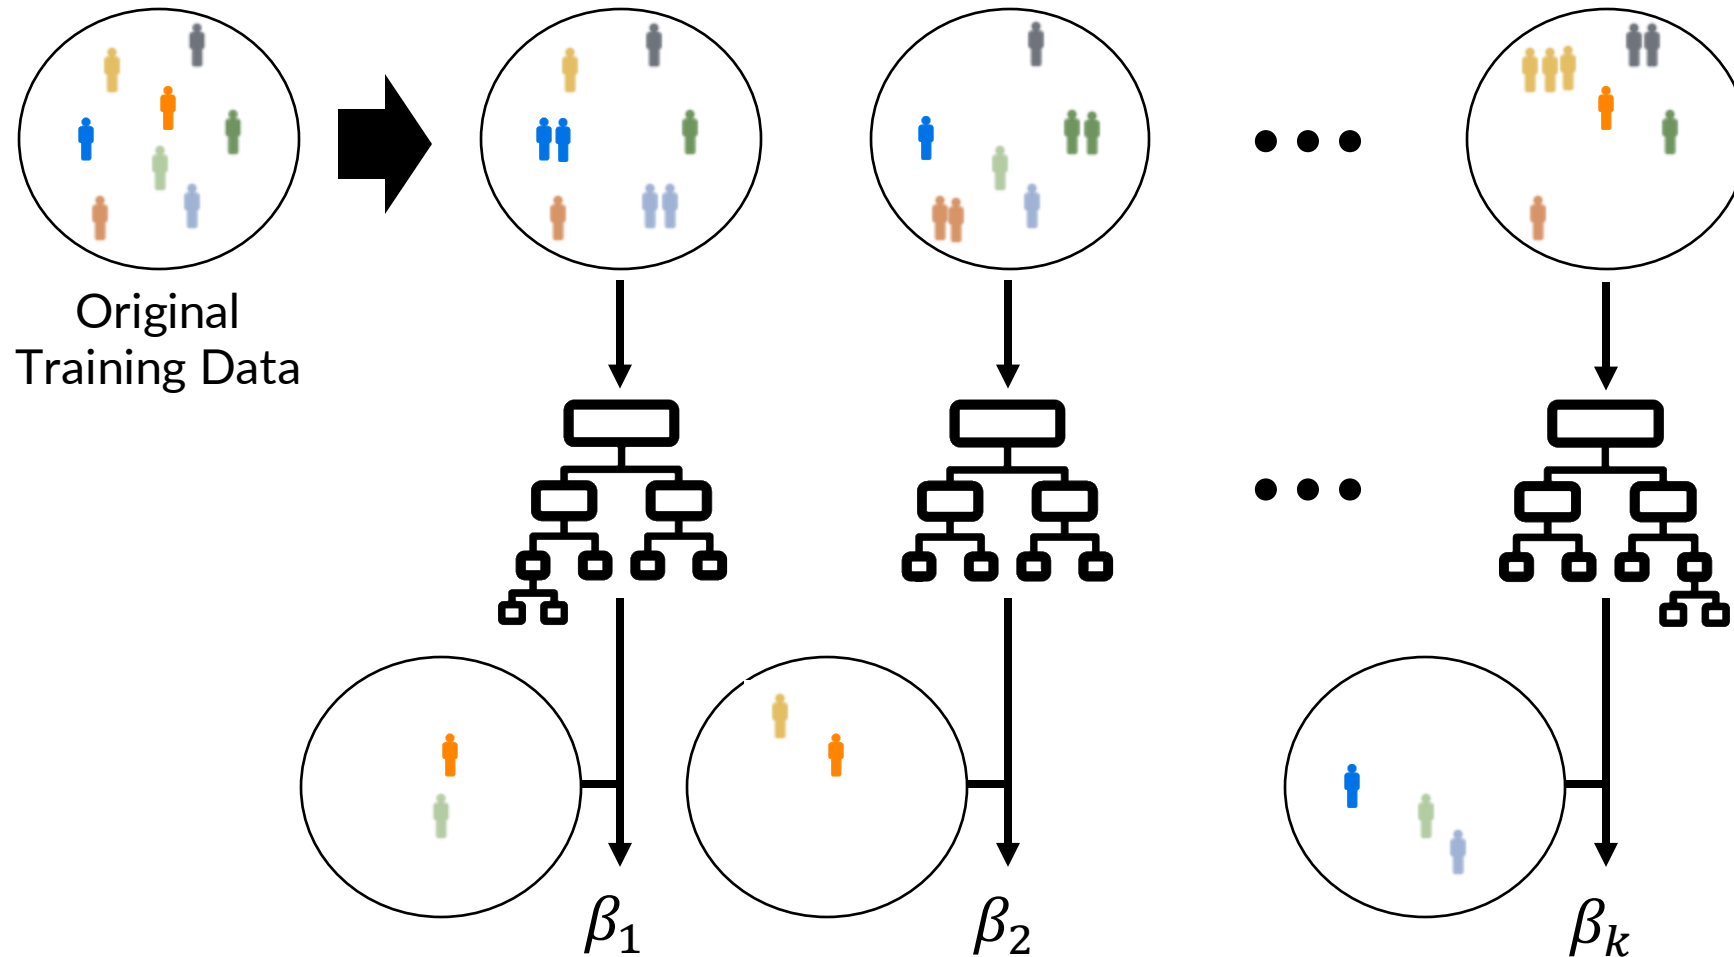 Original
Training Data
β₁
β₂
βₖ